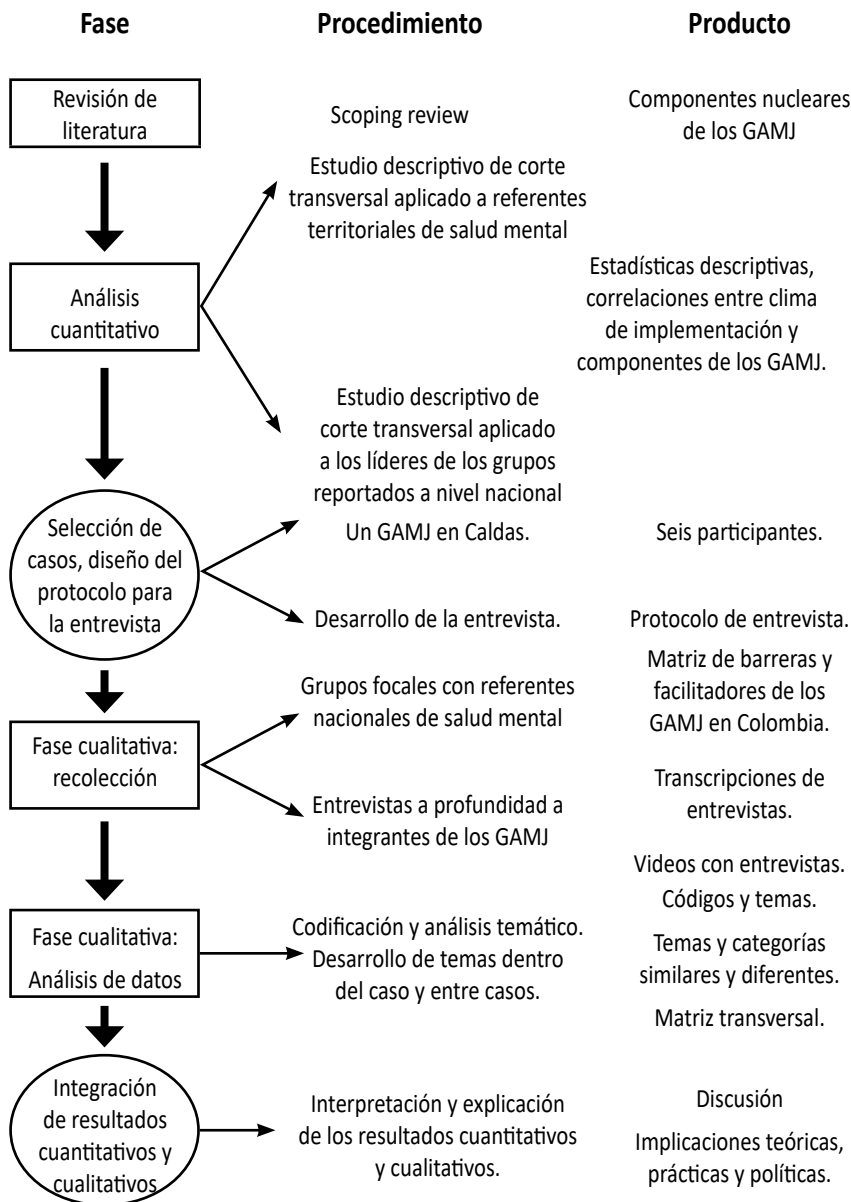 Fase
Procedimiento
Producto
Revisión de
literatura
Scoping review
Componentes nucleares
de los GAMJ
Estudio descriptivo de corte
transversal aplicado a referentes
territoriales de salud mental
Análisis
cuantitativo
Estadísticas descriptivas,
correlaciones entre clima
de implementación y
componentes de los GAMJ.
Estudio descriptivo de
corte transversal aplicado
a los líderes de los grupos
reportados a nivel nacional
Selección de
casos, diseño del
protocolo para
la entrevista
Un GAMJ en Caldas.
Seis participantes.
Desarrollo de la entrevista.
Protocolo de entrevista.
Grupos focales con referentes
nacionales de salud mental
Matriz de barreras y
facilitadores de los
GAMJ en Colombia.
Fase cualitativa:
recolección
Entrevistas a profundidad a
integrantes de los GAMJ
Transcripciones de
entrevistas.
Videos con entrevistas.
Fase cualitativa:
Análisis de datos
Codificación y análisis temático.
Desarrollo de temas dentro
del caso y entre casos.
Códigos y temas.
Temas y categorías
similares y diferentes.
Matriz transversal.
Integración
de resultados
cuantitativos y
cualitativos
Interpretación y explicación
de los resultados cuantitativos
y cualitativos.
Discusión
Implicaciones teóricas,
prácticas y políticas.